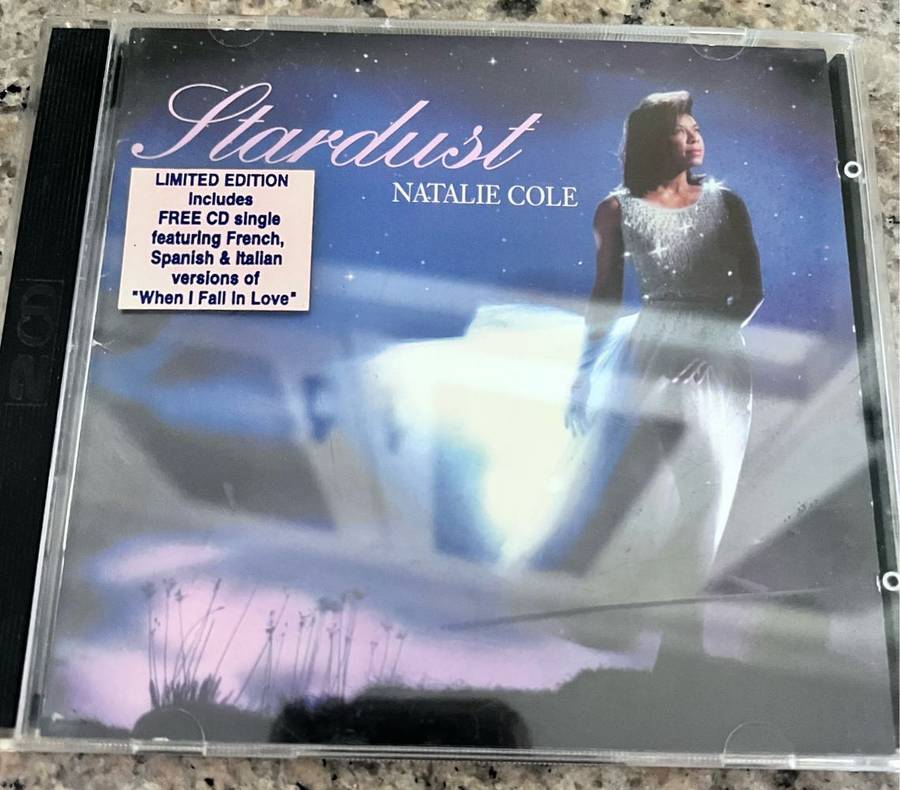 Stardust
NATALIE COLE
LIMITED EDITION
Includes
FREE CD single
featuring French,
Spanish & Italian
versions of
"When I Fall In Love"
2CD